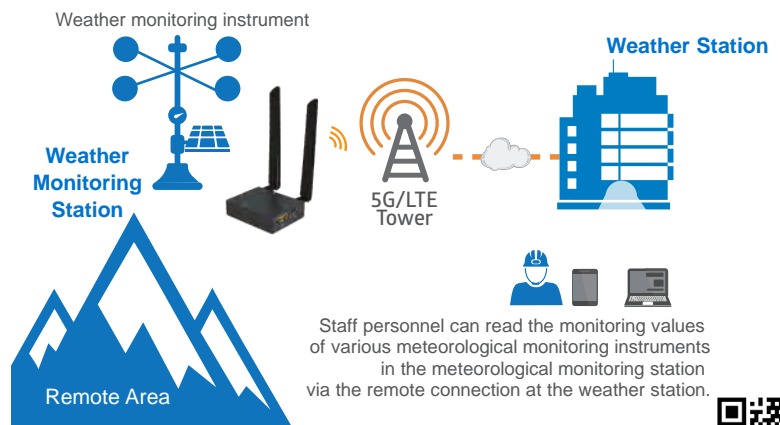 Weather monitoring instrument
Weather Station
Weather
Monitoring
Station
5G/LTE
Tower
Staff personnel can read the monitoring values
of various meteorological monitoring instruments
in the meteorological monitoring station
via the remote connection at the weather station.
Remote Area